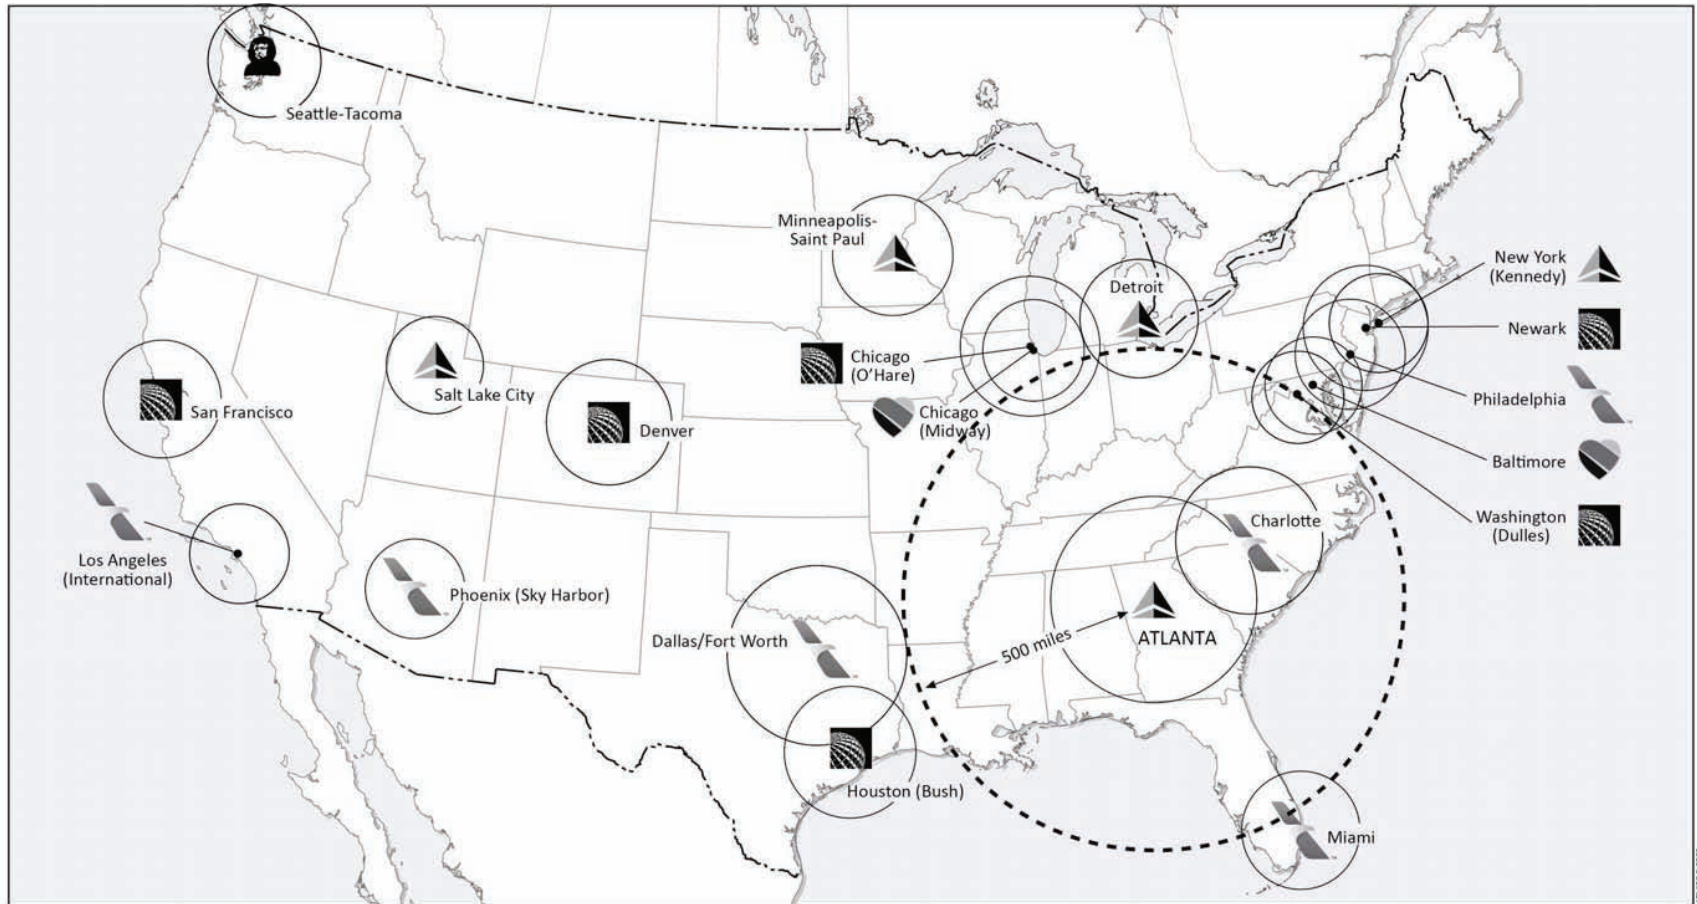 Seattle-Tacoma
Minneapolis-
Saint Paul
Detroit
New York
(Kennedy)
Newark
Chicago
(O'Hare)
Salt Lake City
San Francisco
Denver
Chicago
(Midway)
Philadelphia
Baltimore
Washington
(Dulles)
Charlotte
Los Angeles
(International)
Phoenix (Sky Harbor)
Dallas/Fort Worth
500 miles
ATLANTA
Houston (Bush)
Miami